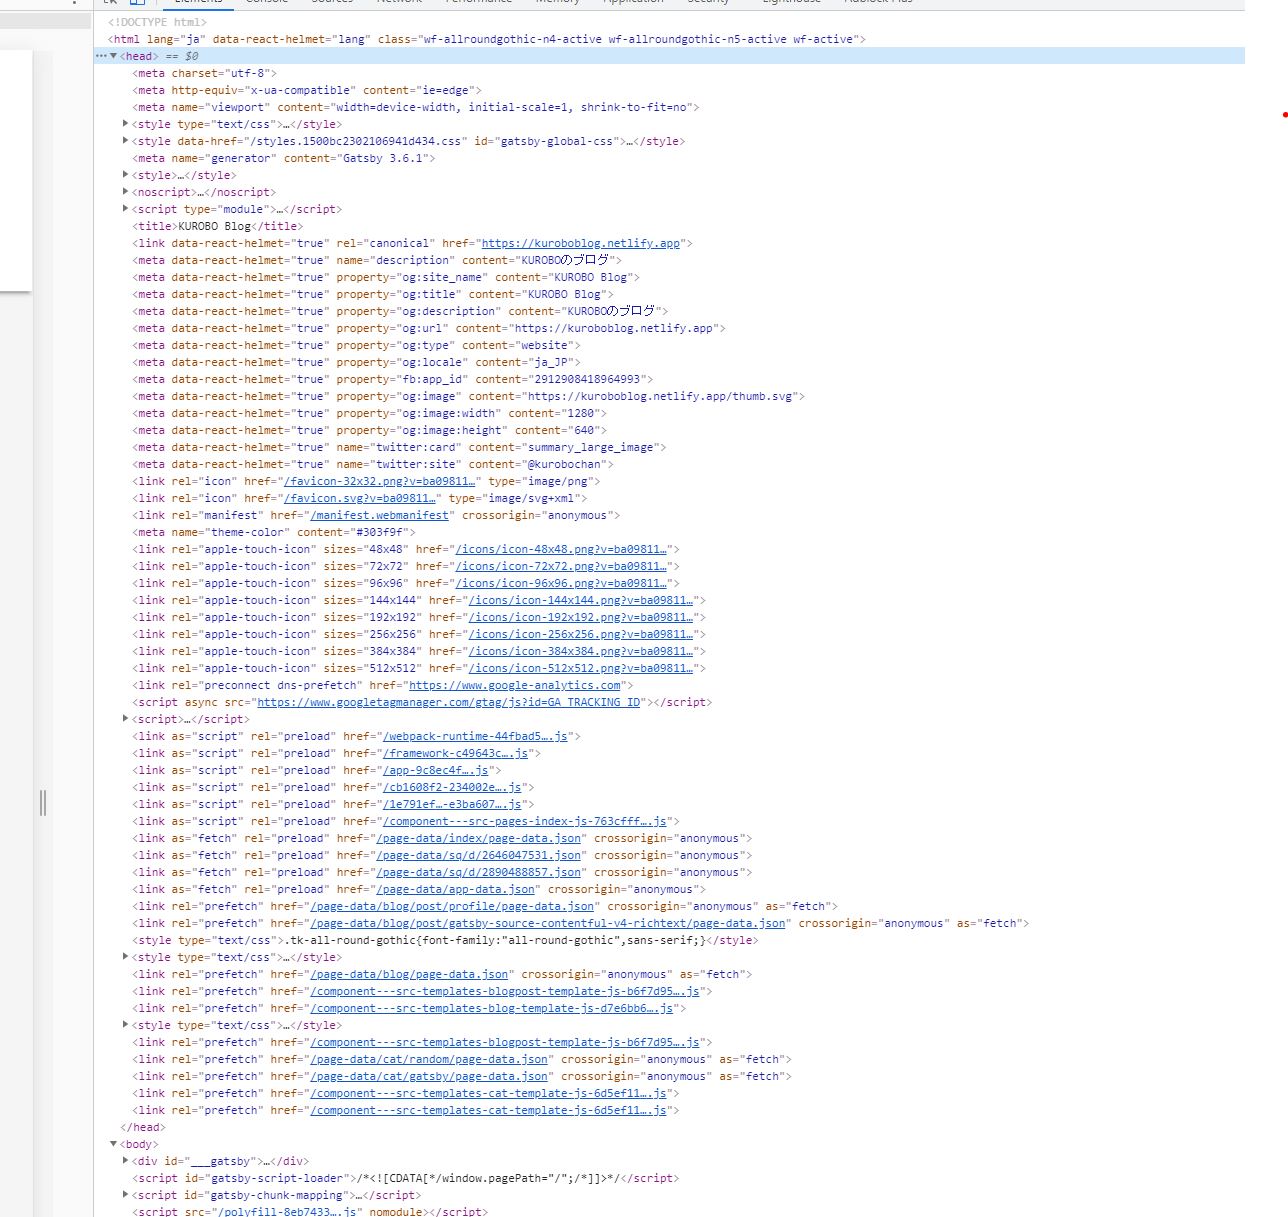 Elements Console Sources Network Performance Memory Application Security Lighthouse Adblock Plus
<!DOCTYPE html>
<html lang="ja" data-react-helmet="lang" class="wf-allroundgothic-n4-active wf-allroundgothic-n5-active wf-active">
<head> == $0
<meta charset="utf-8">
<meta http-equiv="x-ua-compatible" content="ie=edge">
<meta name="viewport" content="width=device-width, initial-scale=1, shrink-to-fit=no">
<style type="text/css">…</style>
<style data-href="/styles.1500bc2302106941d434.css" id="gatsby-global-css">…</style>
<meta name="generator" content="Gatsby 3.6.1">
<style>…</style>
<noscript>…</noscript>
<script type="module">…</script>
<title>KUROBO Blog</title>
<link data-react-helmet="true" rel="canonical" href="https://kuroboblog.netlify.app">
<meta data-react-helmet="true" name="description" content="KUROBOのブログ">
<meta data-react-helmet="true" property="og:site_name" content="KUROBO Blog">
<meta data-react-helmet="true" property="og:title" content="KUROBO Blog">
<meta data-react-helmet="true" property="og:description" content="KUROBOのブログ">
<meta data-react-helmet="true" property="og:url" content="https://kuroboblog.netlify.app">
<meta data-react-helmet="true" property="og:type" content="website">
<meta data-react-helmet="true" property="og:locale" content="ja_JP">
<meta data-react-helmet="true" property="fb:app_id" content="2912908418964993">
<meta data-react-helmet="true" property="og:image" content="https://kuroboblog.netlify.app/thumb.svg">
<meta data-react-helmet="true" property="og:image:width" content="1280">
<meta data-react-helmet="true" property="og:image:height" content="640">
<meta data-react-helmet="true" name="twitter:card" content="summary_large_image">
<meta data-react-helmet="true" name="twitter:site" content="@kurobochan">
<link rel="icon" href="/favicon-32x32.png?v=ba09811…" type="image/png">
<link rel="icon" href="/favicon.svg?v=ba09811…" type="image/svg+xml">
<link rel="manifest" href="/manifest.webmanifest" crossorigin="anonymous">
<meta name="theme-color" content="#303f9f">
<link rel="apple-touch-icon" sizes="48x48" href="/icons/icon-48x48.png?v=ba09811…">
<link rel="apple-touch-icon" sizes="72x72" href="/icons/icon-72x72.png?v=ba09811…">
<link rel="apple-touch-icon" sizes="96x96" href="/icons/icon-96x96.png?v=ba09811…">
<link rel="apple-touch-icon" sizes="144x144" href="/icons/icon-144x144.png?v=ba09811…">
<link rel="apple-touch-icon" sizes="192x192" href="/icons/icon-192x192.png?v=ba09811…">
<link rel="apple-touch-icon" sizes="256x256" href="/icons/icon-256x256.png?v=ba09811…">
<link rel="apple-touch-icon" sizes="384x384" href="/icons/icon-384x384.png?v=ba09811…">
<link rel="apple-touch-icon" sizes="512x512" href="/icons/icon-512x512.png?v=ba09811…">
<link rel="preconnect dns-prefetch" href="https://www.google-analytics.com">
<script async src="https://www.googletagmanager.com/gtag/js?id=GA_TRACKING_ID"></script>
<script>…</script>
<link as="script" rel="preload" href="/webpack-runtime-44fbad5….js">
<link as="script" rel="preload" href="/framework-c49643c….js">
<link as="script" rel="preload" href="/app-9c8ec4f….js">
<link as="script" rel="preload" href="/cb1608f2-234002e….js">
<link as="script" rel="preload" href="/1e791ef…-e3ba607….js">
<link as="script" rel="preload" href="/component---src-pages-index-js-763cfff….js">
<link as="fetch" rel="preload" href="/page-data/index/page-data.json" crossorigin="anonymous">
<link as="fetch" rel="preload" href="/page-data/sq/d/2646047531.json" crossorigin="anonymous">
<link as="fetch" rel="preload" href="/page-data/sq/d/2890488857.json" crossorigin="anonymous">
<link as="fetch" rel="preload" href="/page-data/app-data.json" crossorigin="anonymous">
<link rel="prefetch" href="/page-data/blog/post/profile/page-data.json" crossorigin="anonymous" as="fetch">
<link rel="prefetch" href="/page-data/blog/post/gatsby-source-contentful-v4-richtext/page-data.json" crossorigin="anonymous" as="fetch">
<style type="text/css">.tk-all-round-gothic{font-family:"all-round-gothic",sans-serif;}</style>
<style type="text/css">…</style>
<link rel="prefetch" href="/page-data/blog/page-data.json" crossorigin="anonymous" as="fetch">
<link rel="prefetch" href="/component---src-templates-blogpost-template-js-b6f7d95….js">
<link rel="prefetch" href="/component---src-templates-blog-template-js-d7e6bb6….js">
<style type="text/css">…</style>
<link rel="prefetch" href="/component---src-templates-blogpost-template-js-b6f7d95….js">
<link rel="prefetch" href="/page-data/cat/random/page-data.json" crossorigin="anonymous" as="fetch">
<link rel="prefetch" href="/page-data/cat/gatsby/page-data.json" crossorigin="anonymous" as="fetch">
<link rel="prefetch" href="/component---src-templates-cat-template-js-6d5ef11….js">
<link rel="prefetch" href="/component---src-templates-cat-template-js-6d5ef11….js">
</head>
<body>
<div id="___gatsby">…</div>
<script id="gatsby-script-loader">/*<![CDATA[*/window.pagePath="/";/*]]>*/</script>
<script id="gatsby-chunk-mapping">…</script>
<script src="/polyfill-8eb7433….js" nomodule></script>